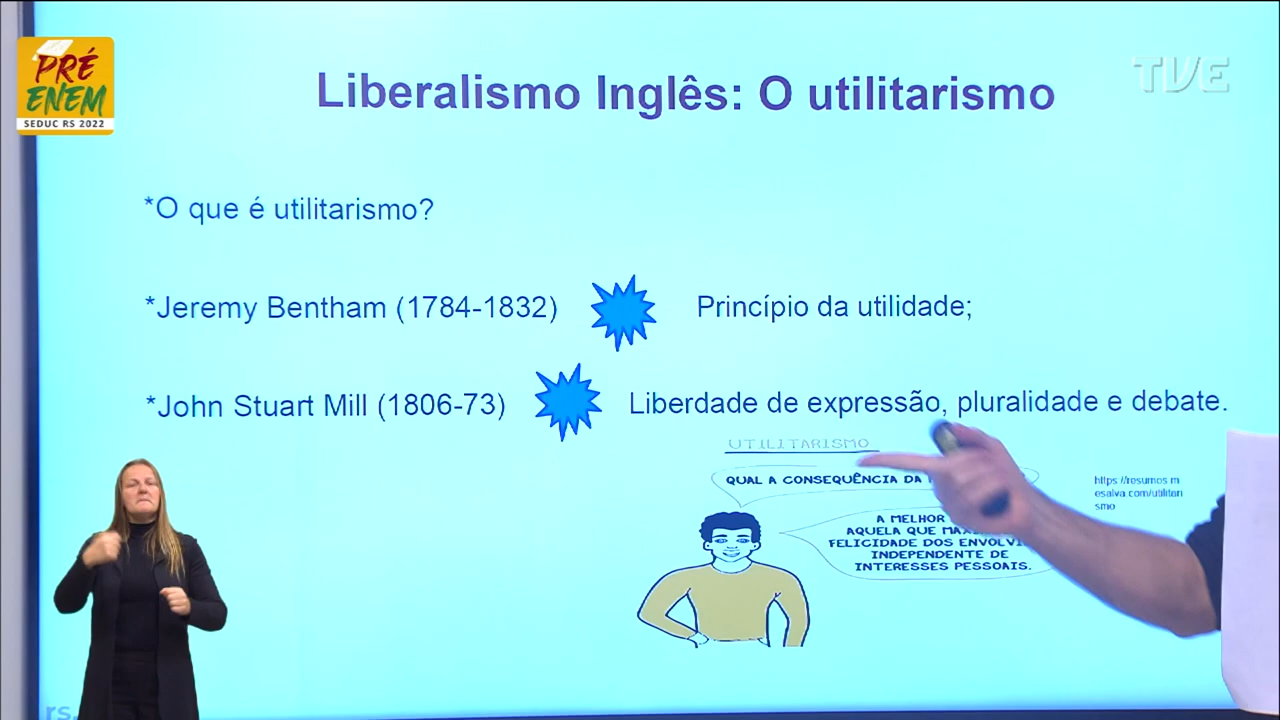 PRÉ
ENEM
SEDUC RS 2022
TVE
Liberalismo Inglês: O utilitarismo
*O que é utilitarismo?
*Jeremy Bentham (1784-1832)
Princípio da utilidade;
*John Stuart Mill (1806-73)
Liberdade de expressão, pluralidade e debate.
UTILITARISMO
QUAL A CONSEQUÊNCIA DA
https://resumos.m
esalva.com/utilitari
smo
A MELHOR
AQUELA QUE
FELICIDADE DOS
INDEPENDENTE DE
INTERESSES PESSOAIS.
rs.